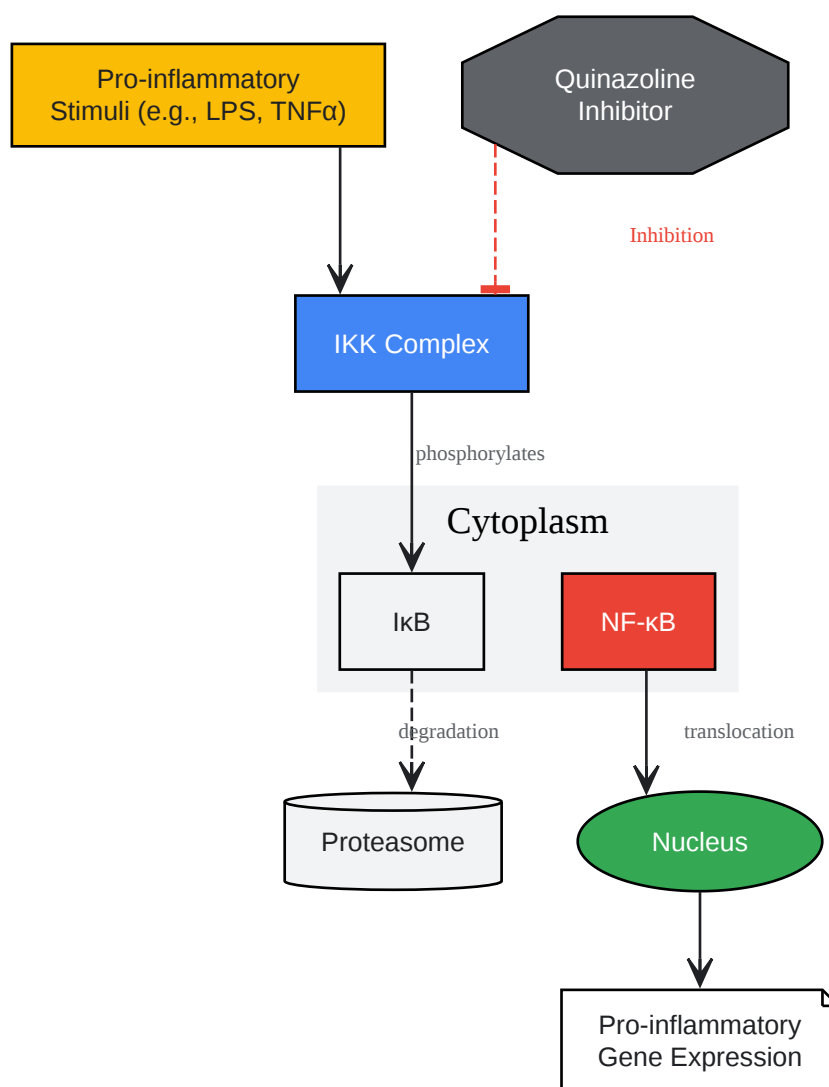 Pro-inflammatory
Stimuli (e.g., LPS, TNFα)
Quinazoline
Inhibitor
Inhibition
IKK Complex
phosphorylates
Cytoplasm
IκB
NF-κB
degradation
translocation
Proteasome
Nucleus
Pro-inflammatory
Gene Expression